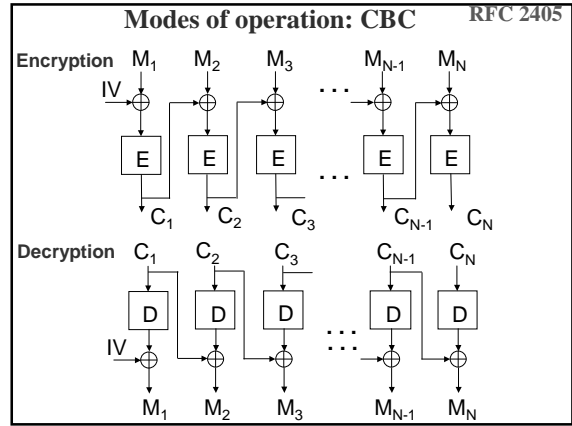 Modes of operation: CBC
RFC 2405
Encryption
M1 M2 M3 MN-1 MN
IV
. . .
E E E E E
. . .
C1 C2 C3 CN-1 CN
Decryption
C1 C2 C3 CN-1 CN
D D D D D
. . .
IV
. . .
M1 M2 M3 MN-1 MN